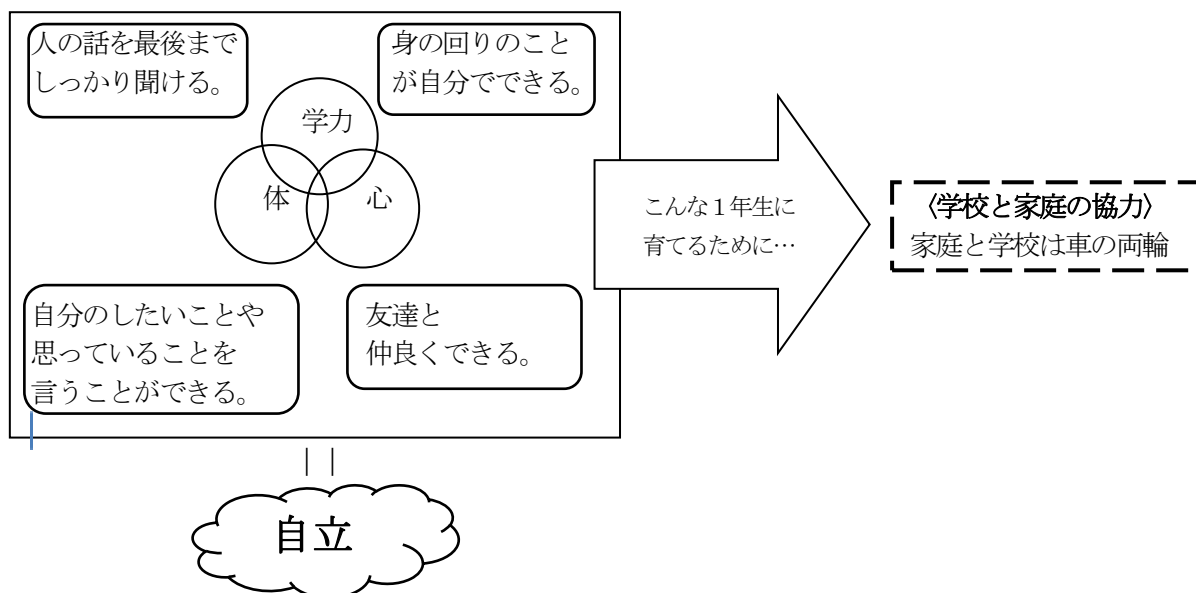 人の話を最後まで
しっかり聞ける。
身の回りのこと
が自分でできる。
学力
体
心
自分のしたいことや
思っていることを
言うことができる。
友達と
仲良くできる。
こんな１年生に
育てるために…
〈学校と家庭の協力〉
家庭と学校は車の両輪
自立